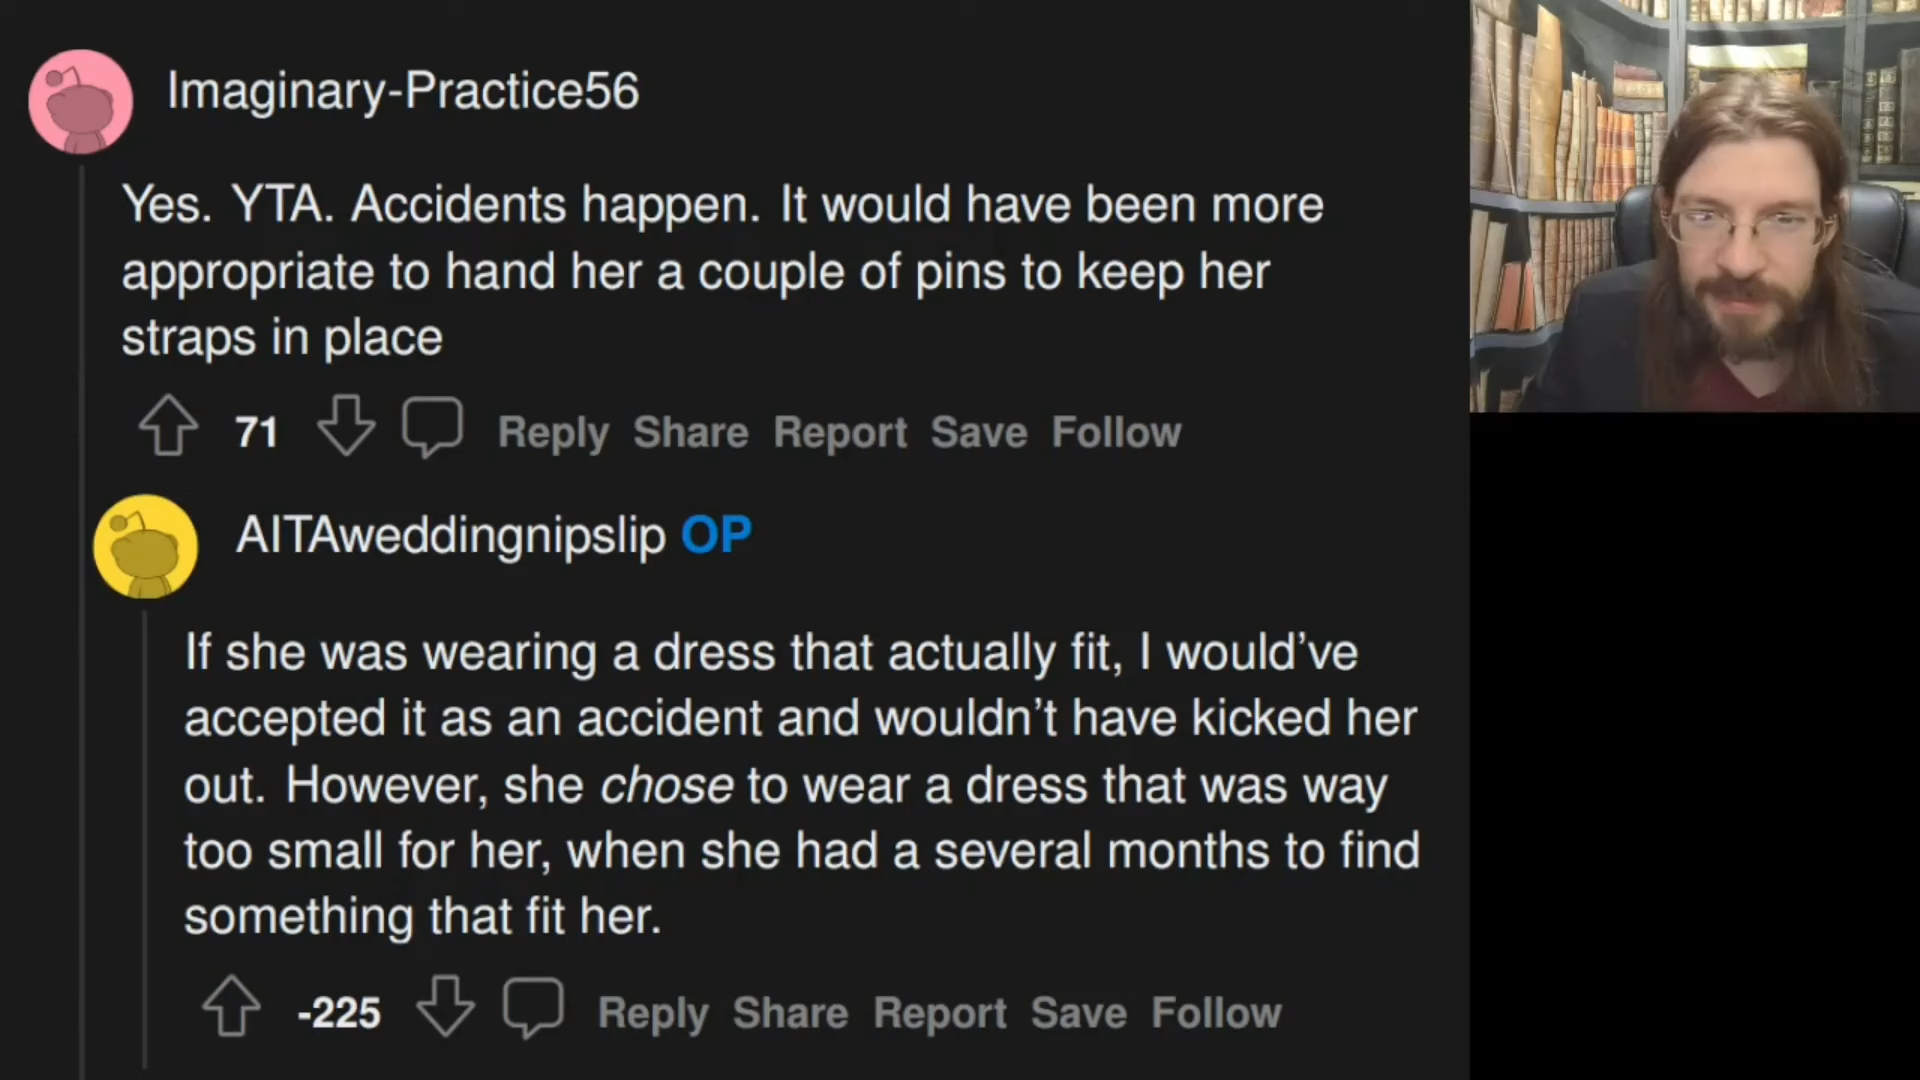 Imaginary-Practice56
Yes. YTA. Accidents happen. It would have been more
appropriate to hand her a couple of pins to keep her
straps in place
71 Reply Share Report Save Follow
AITAweddingnipslip OP
If she was wearing a dress that actually fit, I would’ve
accepted it as an accident and wouldn’t have kicked her
out. However, she chose to wear a dress that was way
too small for her, when she had a several months to find
something that fit her.
-225 Reply Share Report Save Follow